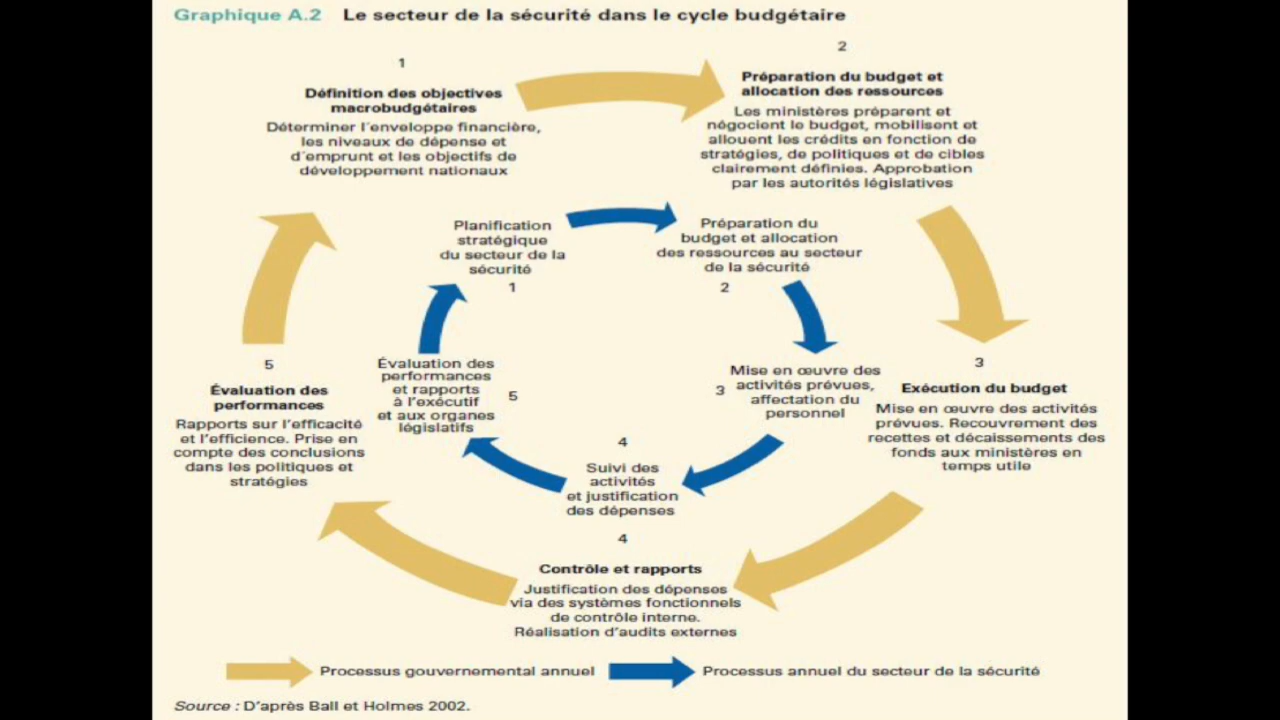 Graphique A.2 Le secteur de la sécurité dans le cycle budgétaire
1
Définition des objectives
macrobudgétaires
Déterminer l'enveloppe financière,
les niveaux de dépense et
d'emprunt et les objectifs de
développement nationaux
2
Préparation du budget et
allocation des ressources
Les ministères préparent et
négocient le budget, mobilisent et
allouent les crédits en fonction de
stratégies, de politiques et de cibles
clairement définies. Approbation
par les autorités législatives
Planification
stratégique
du secteur de la
sécurité
1
Préparation du
budget et allocation
des ressources au secteur
de la sécurité
2
5
Évaluation des
performances
Rapports sur l'efficacité
et l'efficience. Prise en
compte des conclusions
dans les politiques et
stratégies
Évaluation des
performances
et rapports
à l'exécutif
et aux organes
législatifs
5
3
Mise en œuvre des
activités prévues,
affectation du
personnel
3
Exécution du budget
Mise en œuvre des activités
prévues. Recouvrement des
recettes et décaissements des
fonds aux ministères en
temps utile
4
Suivi des
activités
et justification
des dépenses
4
Contrôle et rapports
Justification des dépenses
via des systèmes fonctionnels
de contrôle interne.
Réalisation d'audits externes
Processus gouvernemental annuel
Processus annuel du secteur de la sécurité
Source : D'après Ball et Holmes 2002.